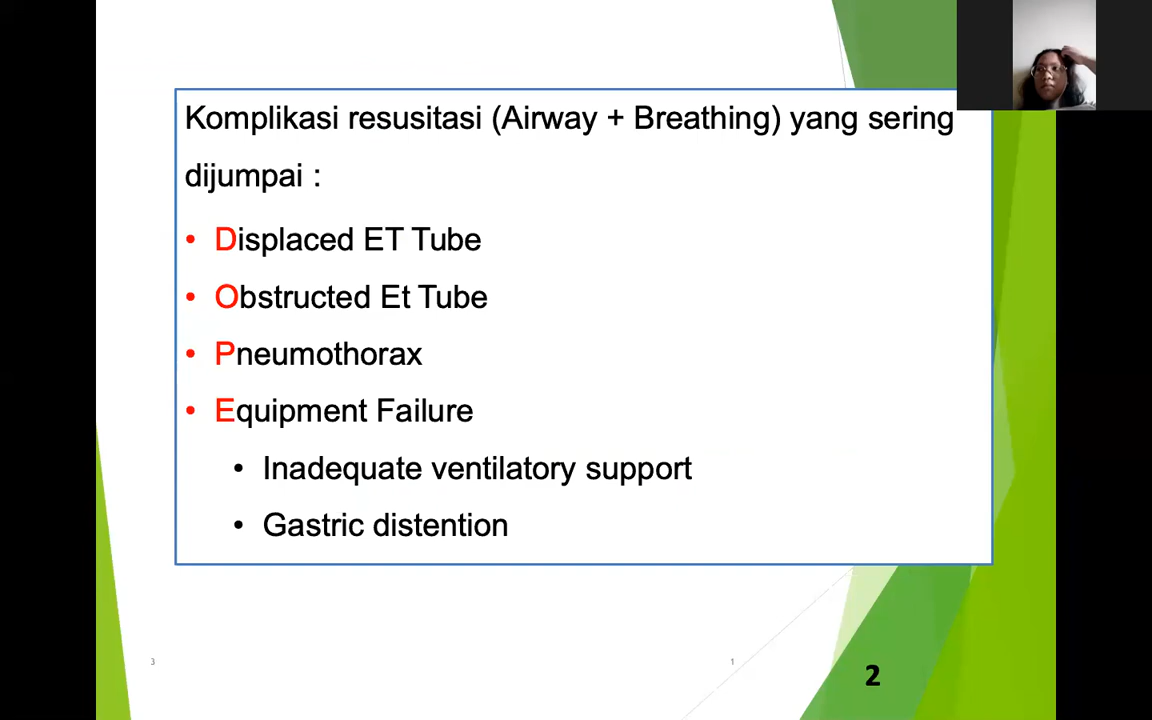 Komplikasi resusitasi (Airway + Breathing) yang sering
dijumpai :
• Displaced ET Tube
• Obstructed Et Tube
• Pneumothorax
• Equipment Failure
• Inadequate ventilatory support
• Gastric distention
3
1
2